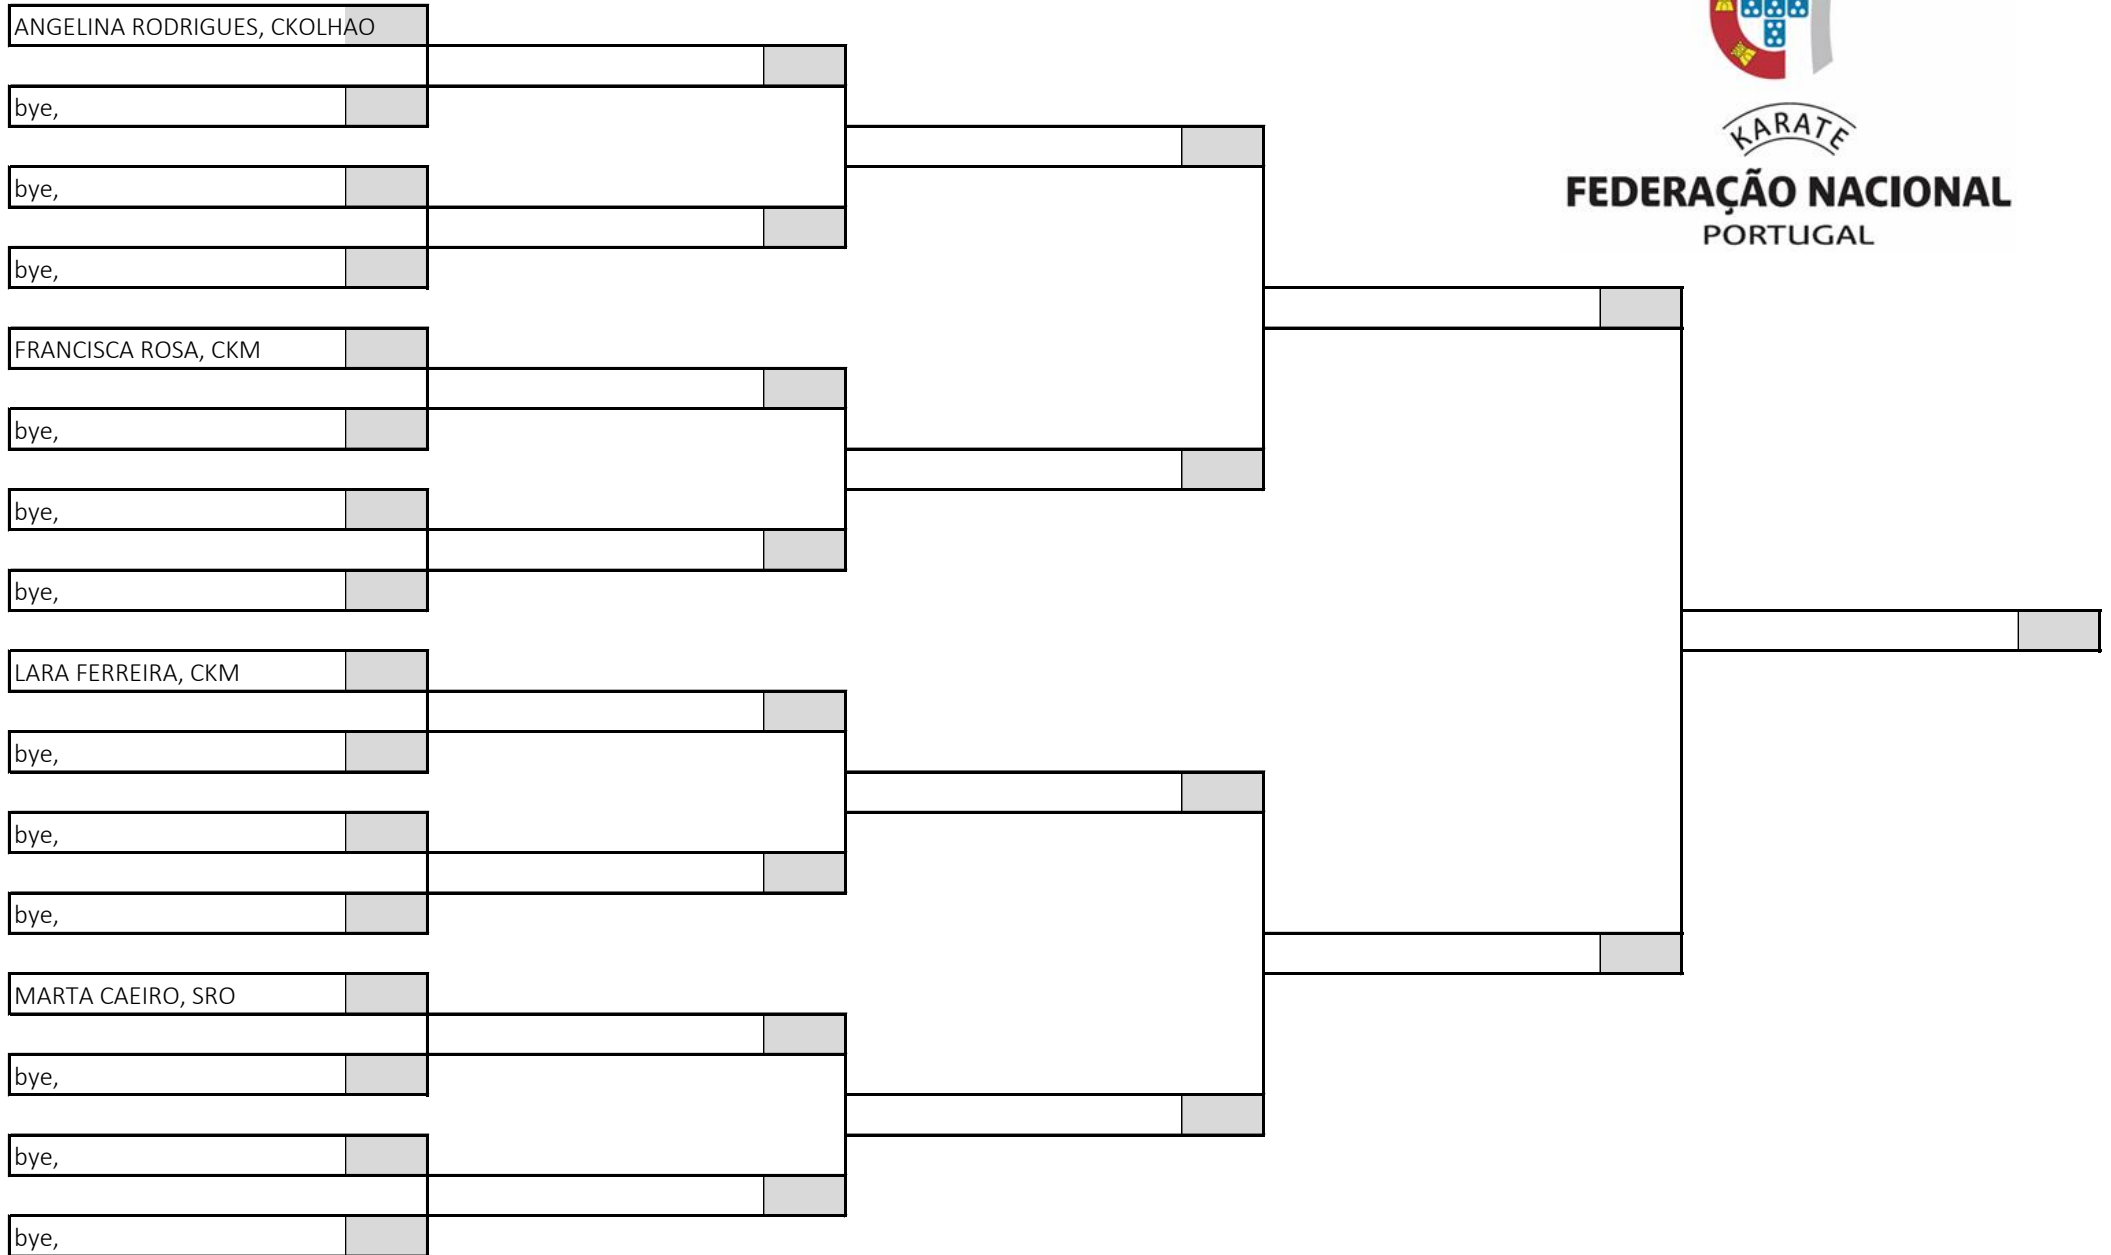 ANGELINA RODRIGUES, CKOLHAO
bye,
bye,
bye,
FRANCISCA ROSA, CKM
bye,
bye,
bye,
LARA FERREIRA, CKM
bye,
bye,
bye,
MARTA CAEIRO, SRO
bye,
bye,
bye,
KARATE
FEDERAÇÃO NACIONAL
PORTUGAL